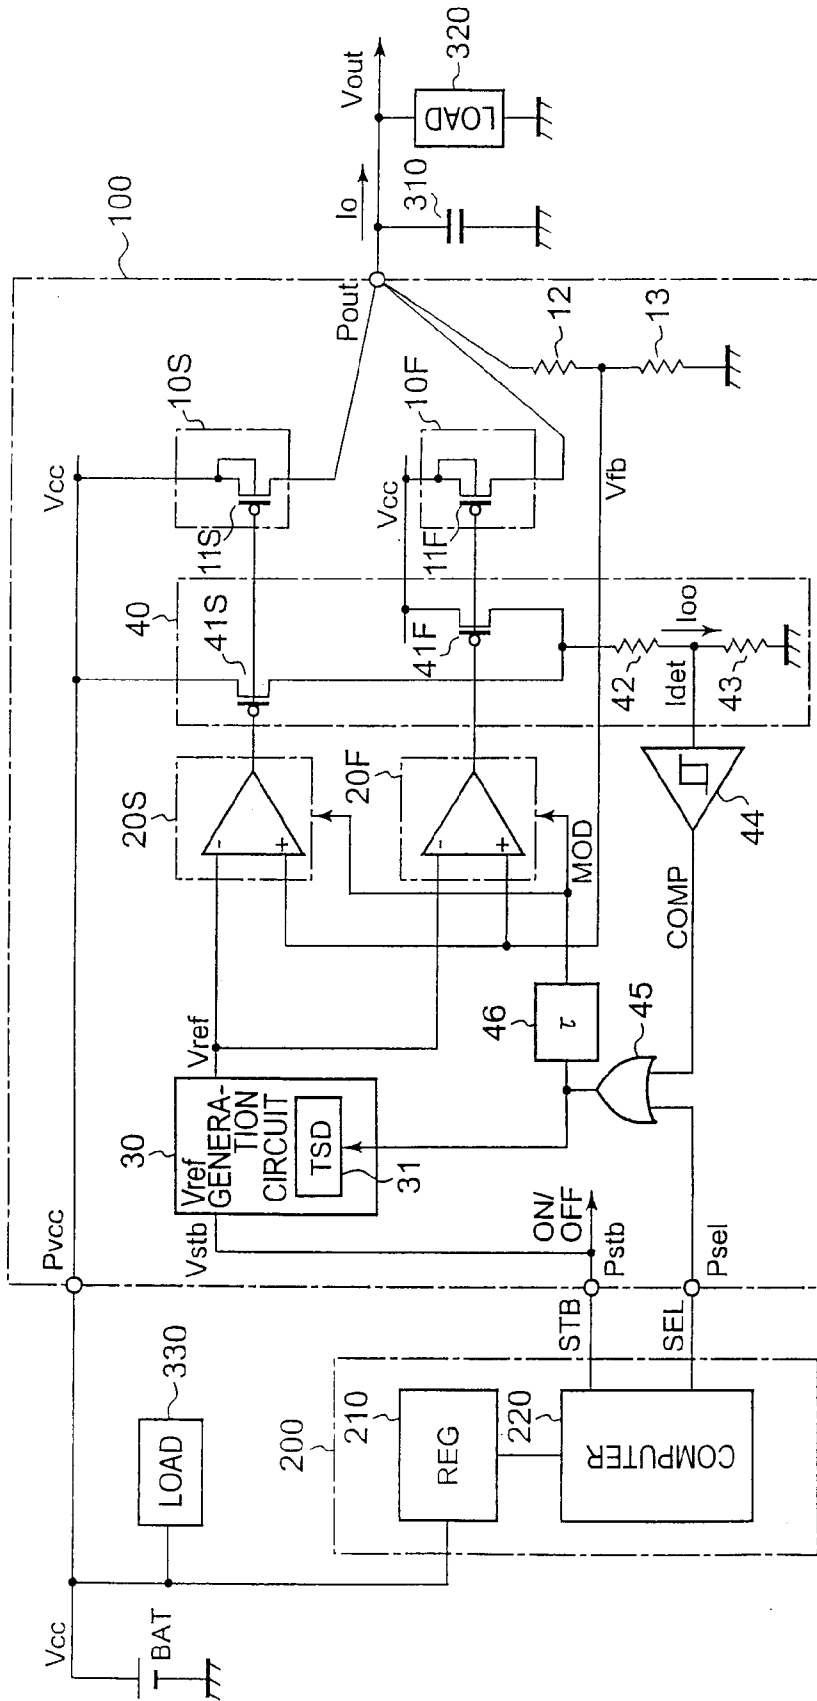 Vcc
BAT
LOAD
330
200
210
REG
220
COMPUTER
STB
SEL
Pvcc
Pstb
Psel
ON/
OFF
Vstb
30
Vref
GENERA-
TION
CIRCUIT
TSD
31
Vref
46
τ
45
COMP
MOD
20S
-
+
20F
-
+
44
40
41S
41F
42
43
Idet
Ioo
Vcc
11S
10S
Vcc
11F
10F
Vfb
12
13
Pout
100
Io
310
Vout
LOAD
320